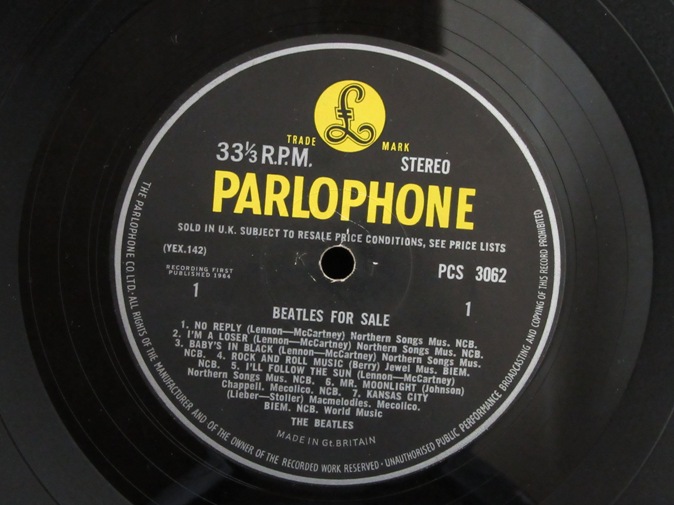 TRADE MARK
33⅓ R.P.M. STEREO
PARLOPHONE
SOLD IN U.K. SUBJECT TO RESALE PRICE CONDITIONS, SEE PRICE LISTS
(YEX.142)
PCS 3062
RECORDING FIRST
PUBLISHED 1964
1
1
BEATLES FOR SALE
1. NO REPLY (Lennon—McCartney) Northern Songs Mus. NCB.
2. I'M A LOSER (Lennon—McCartney) Northern Songs Mus. NCB.
3. BABY'S IN BLACK (Lennon—McCartney) Northern Songs Mus.
NCB. 4. ROCK AND ROLL MUSIC (Berry) Jewel Mus. BIEM.
NCB. 5. I'LL FOLLOW THE SUN (Lennon—McCartney)
Northern Songs Mus. NCB. 6. MR. MOONLIGHT (Johnson)
Chappell. Mecolico. NCB. 7. KANSAS CITY
(Lieber—Stoller) Macmelodies. Mecolico.
BIEM. NCB. World Music
THE BEATLES
MADE IN Gt. BRITAIN
THE PARLOPHONE CO LTD. · ALL RIGHTS OF THE MANUFACTURER AND OF THE OWNER OF THE RECORDED WORK RESERVED · UNAUTHORISED PUBLIC PERFORMANCE BROADCASTING AND COPYING OF THIS RECORD PROHIBITED